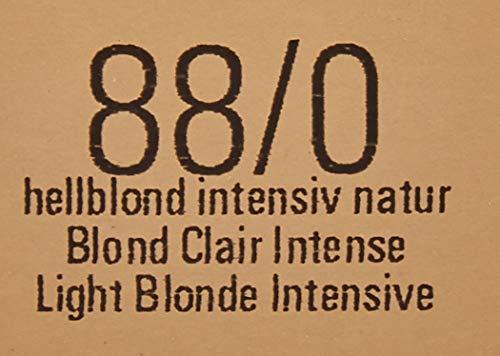 88/0
hellblond intensiv natur
Blond Clair Intense
Light Blonde Intensive